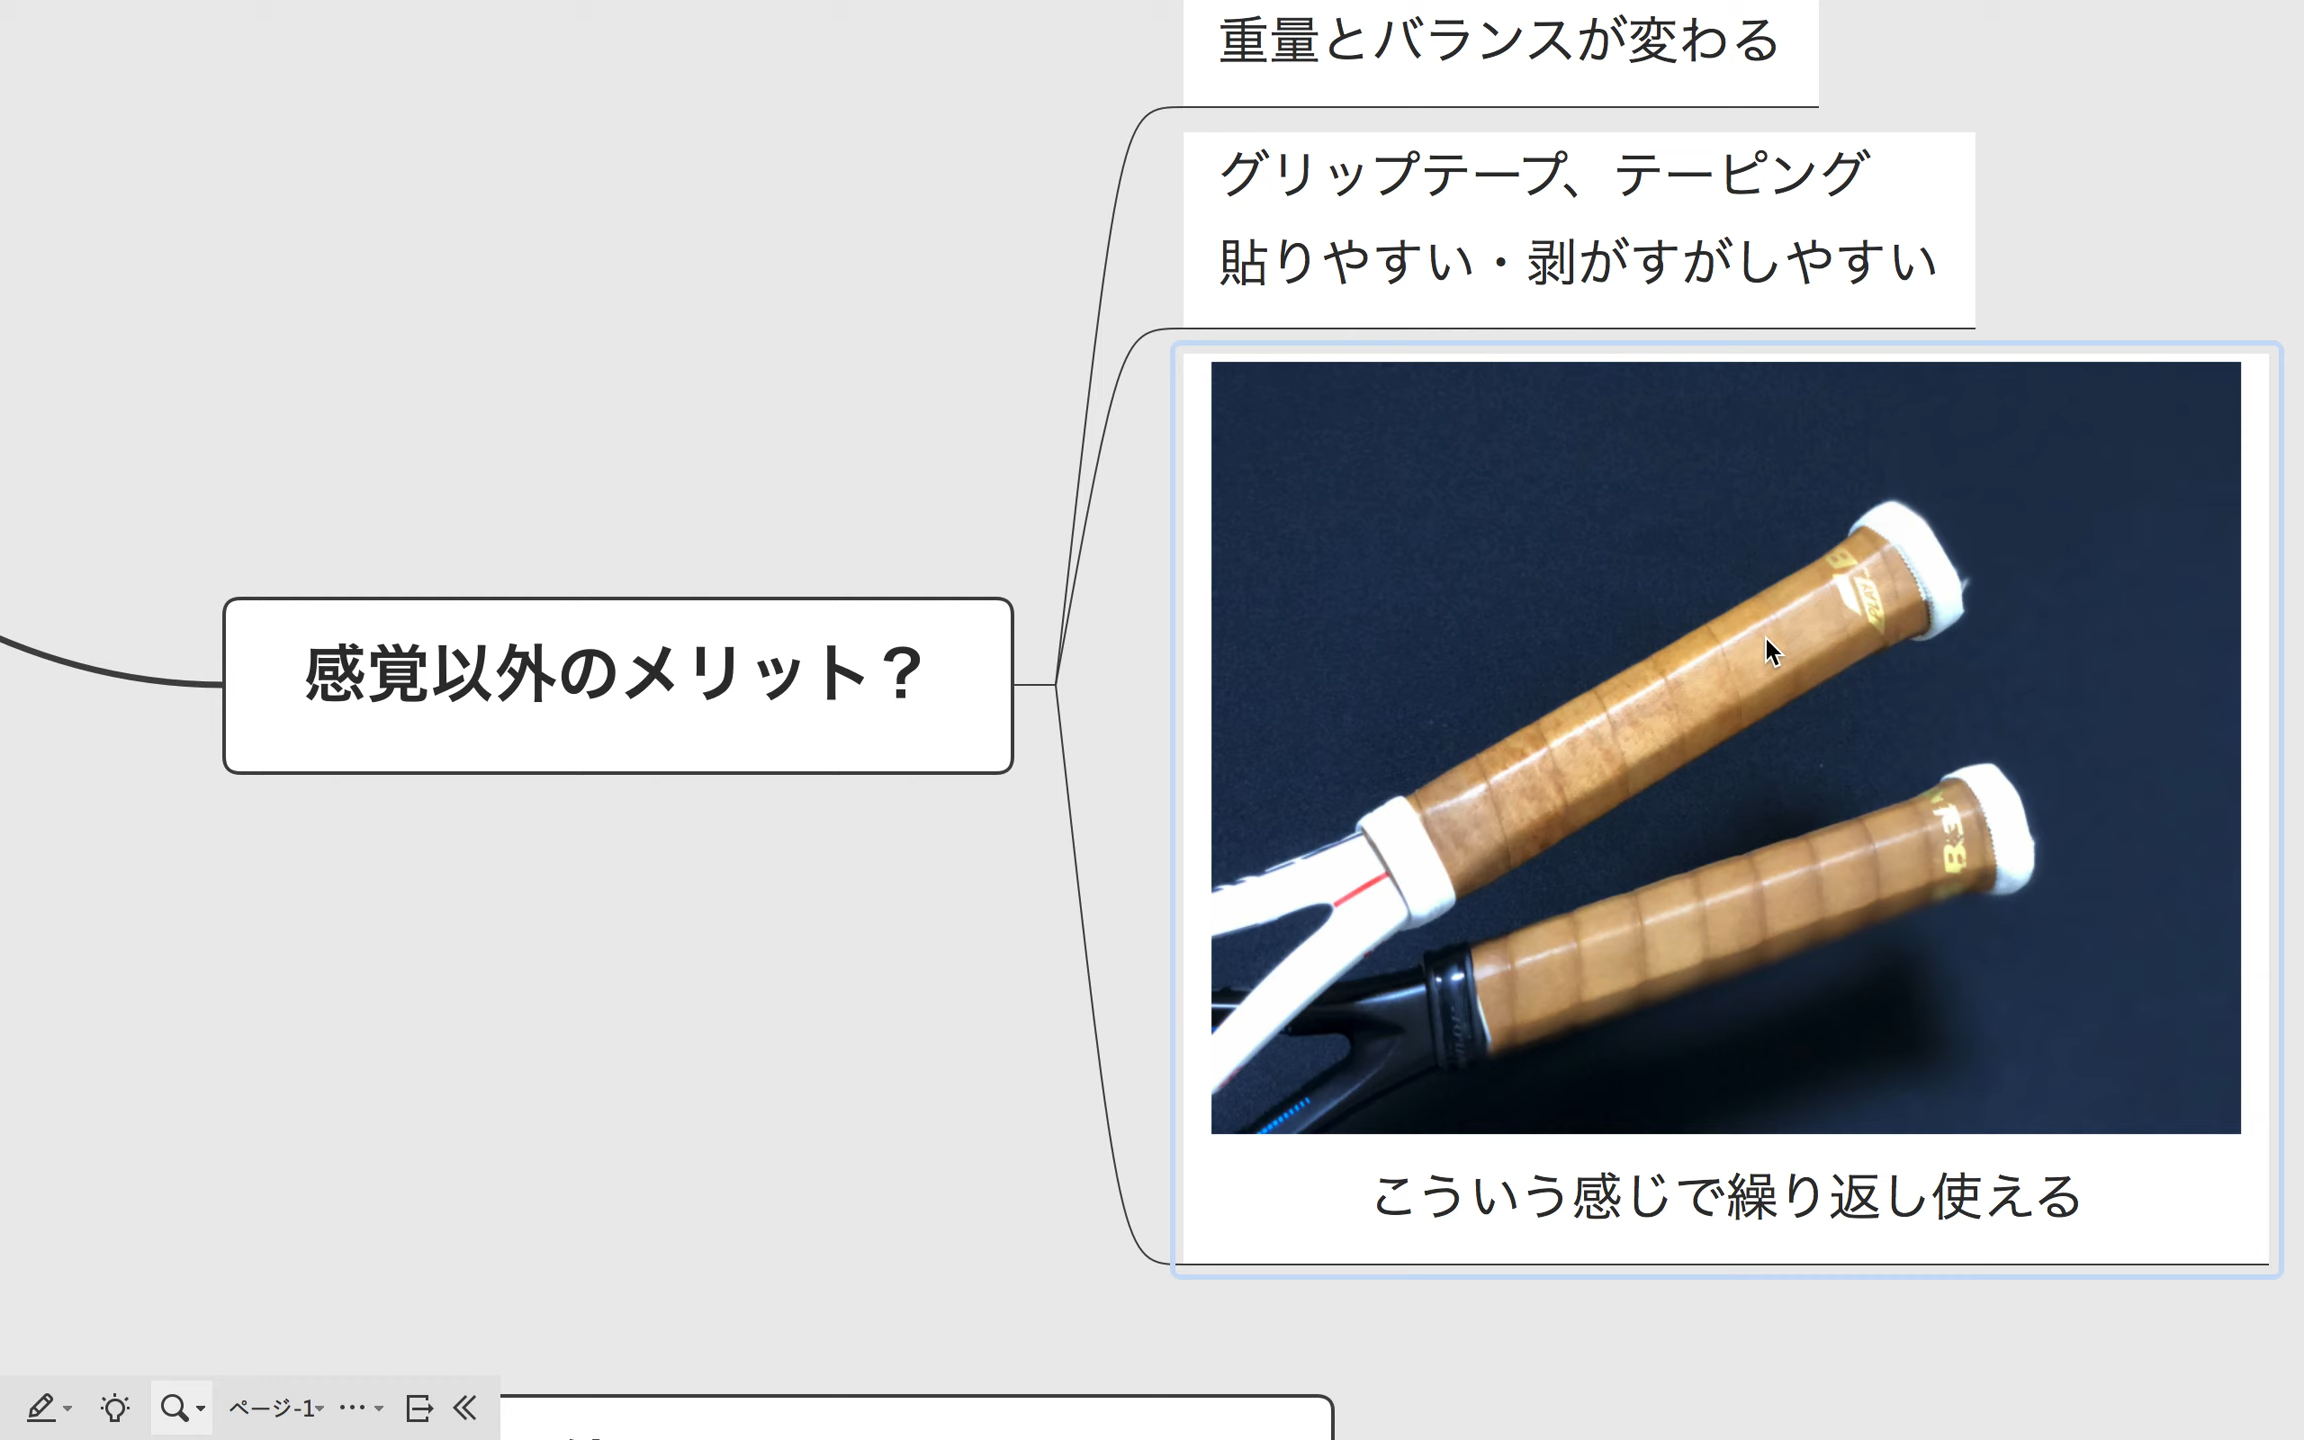 重量とバランスが変わる
グリップテープ、テーピング
貼りやすい・剥がすがしやすい
感覚以外のメリット？
PLAY
こういう感じで繰り返し使える
ページ-1